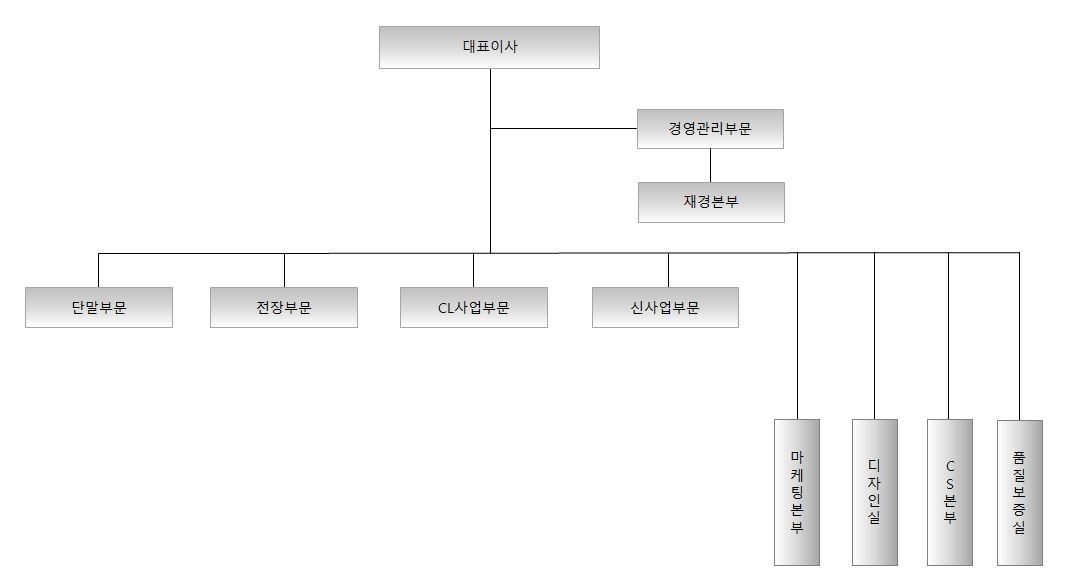 대표이사
경영관리부문
재경본부
단말부문
전장부문
CL사업부문
신사업부문
마케팅본부
디자인실
CS본부
품질보증실